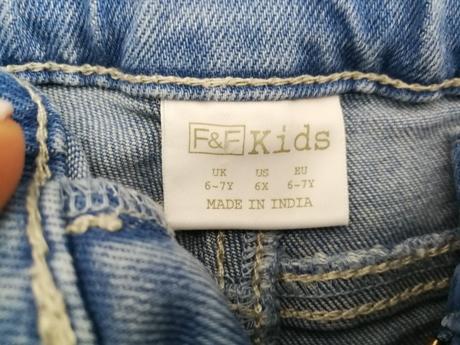 F&F Kids
UK US EU
6-7Y 6X 6-7Y
MADE IN INDIA